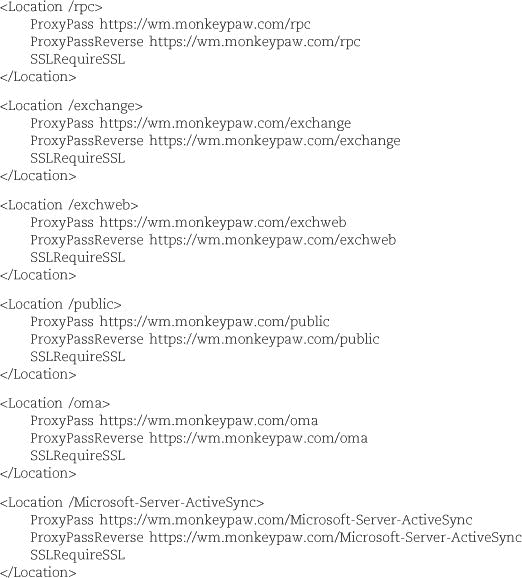 <Location /rpc>
ProxyPass https://wm.monkeypaw.com/rpc
ProxyPassReverse https://wm.monkeypaw.com/rpc
SSLRequireSSL
</Location>
<Location /exchange>
ProxyPass https://wm.monkeypaw.com/exchange
ProxyPassReverse https://wm.monkeypaw.com/exchange
SSLRequireSSL
</Location>
<Location /exchweb>
ProxyPass https://wm.monkeypaw.com/exchweb
ProxyPassReverse https://wm.monkeypaw.com/exchweb
SSLRequireSSL
</Location>
<Location /public>
ProxyPass https://wm.monkeypaw.com/public
ProxyPassReverse https://wm.monkeypaw.com/public
SSLRequireSSL
</Location>
<Location /oma>
ProxyPass https://wm.monkeypaw.com/oma
ProxyPassReverse https://wm.monkeypaw.com/oma
SSLRequireSSL
</Location>
<Location /Microsoft-Server-ActiveSync>
ProxyPass https://wm.monkeypaw.com/Microsoft-Server-ActiveSync
ProxyPassReverse https://wm.monkeypaw.com/Microsoft-Server-ActiveSync
SSLRequireSSL
</Location>